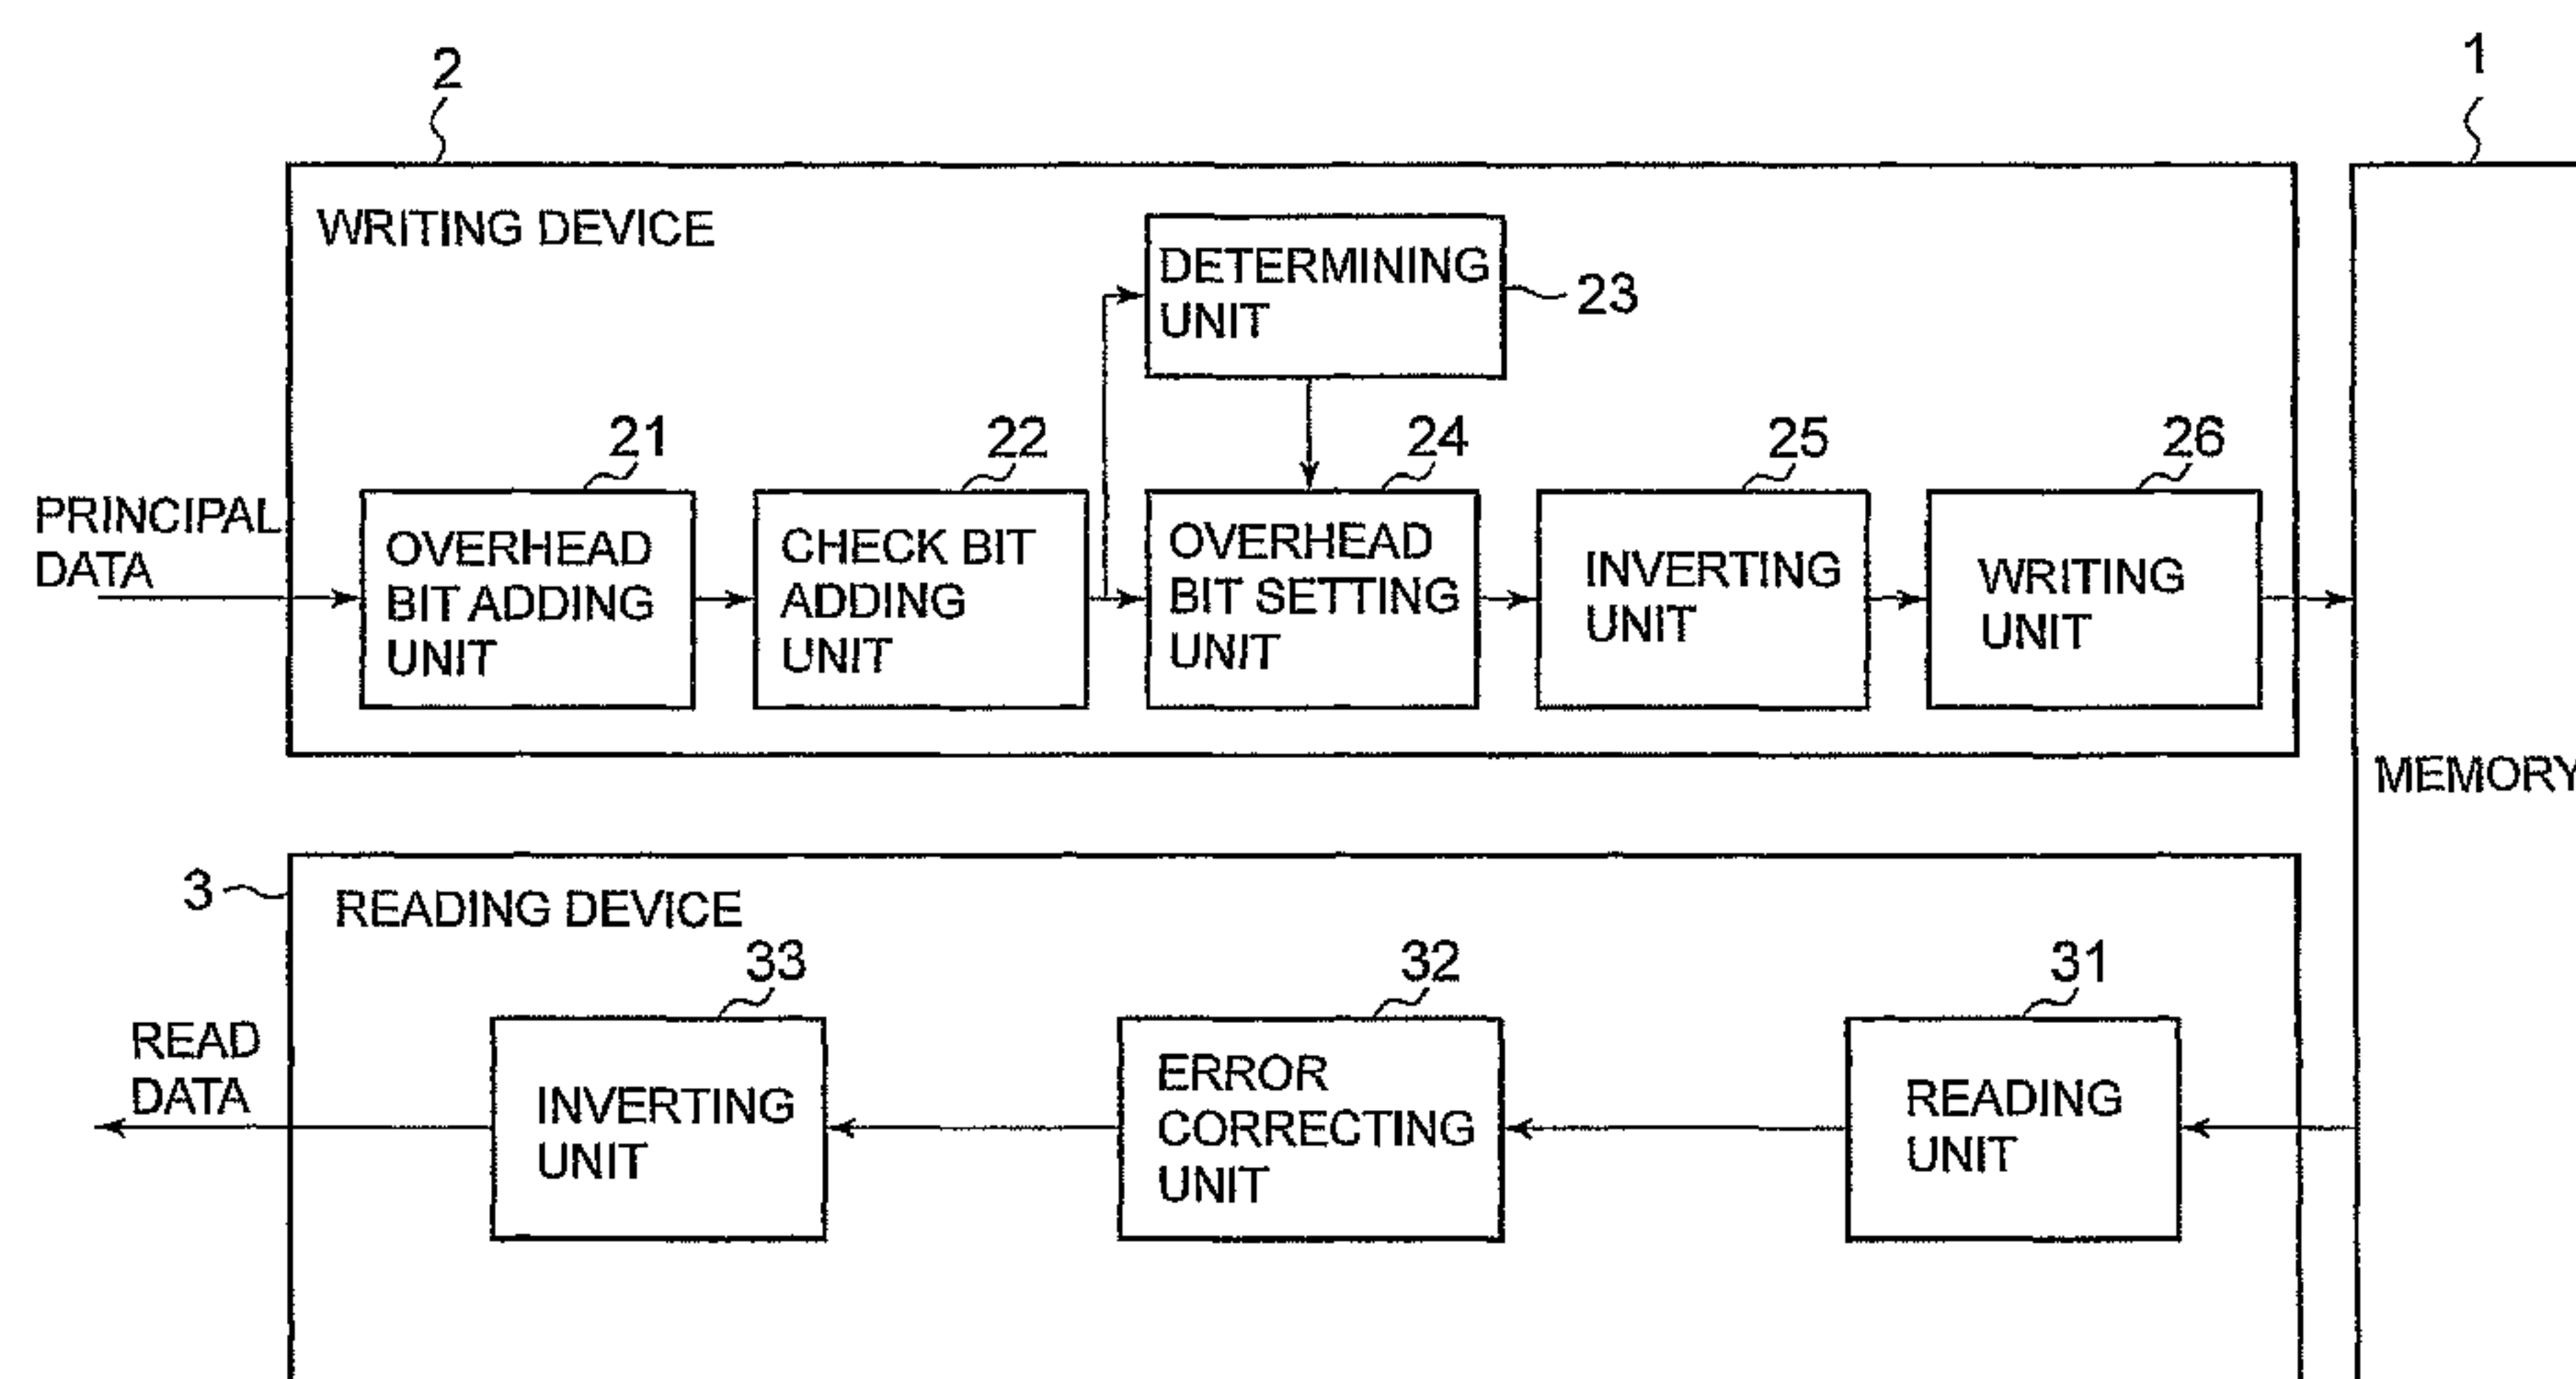 2
1
WRITING DEVICE
DETERMINING
UNIT
23
21
22
24
25
26
PRINCIPAL
DATA
OVERHEAD
BIT ADDING
UNIT
CHECK BIT
ADDING
UNIT
OVERHEAD
BIT SETTING
UNIT
INVERTING
UNIT
WRITING
UNIT
MEMORY
3
READING DEVICE
33
32
31
READ
DATA
INVERTING
UNIT
ERROR
CORRECTING
UNIT
READING
UNIT